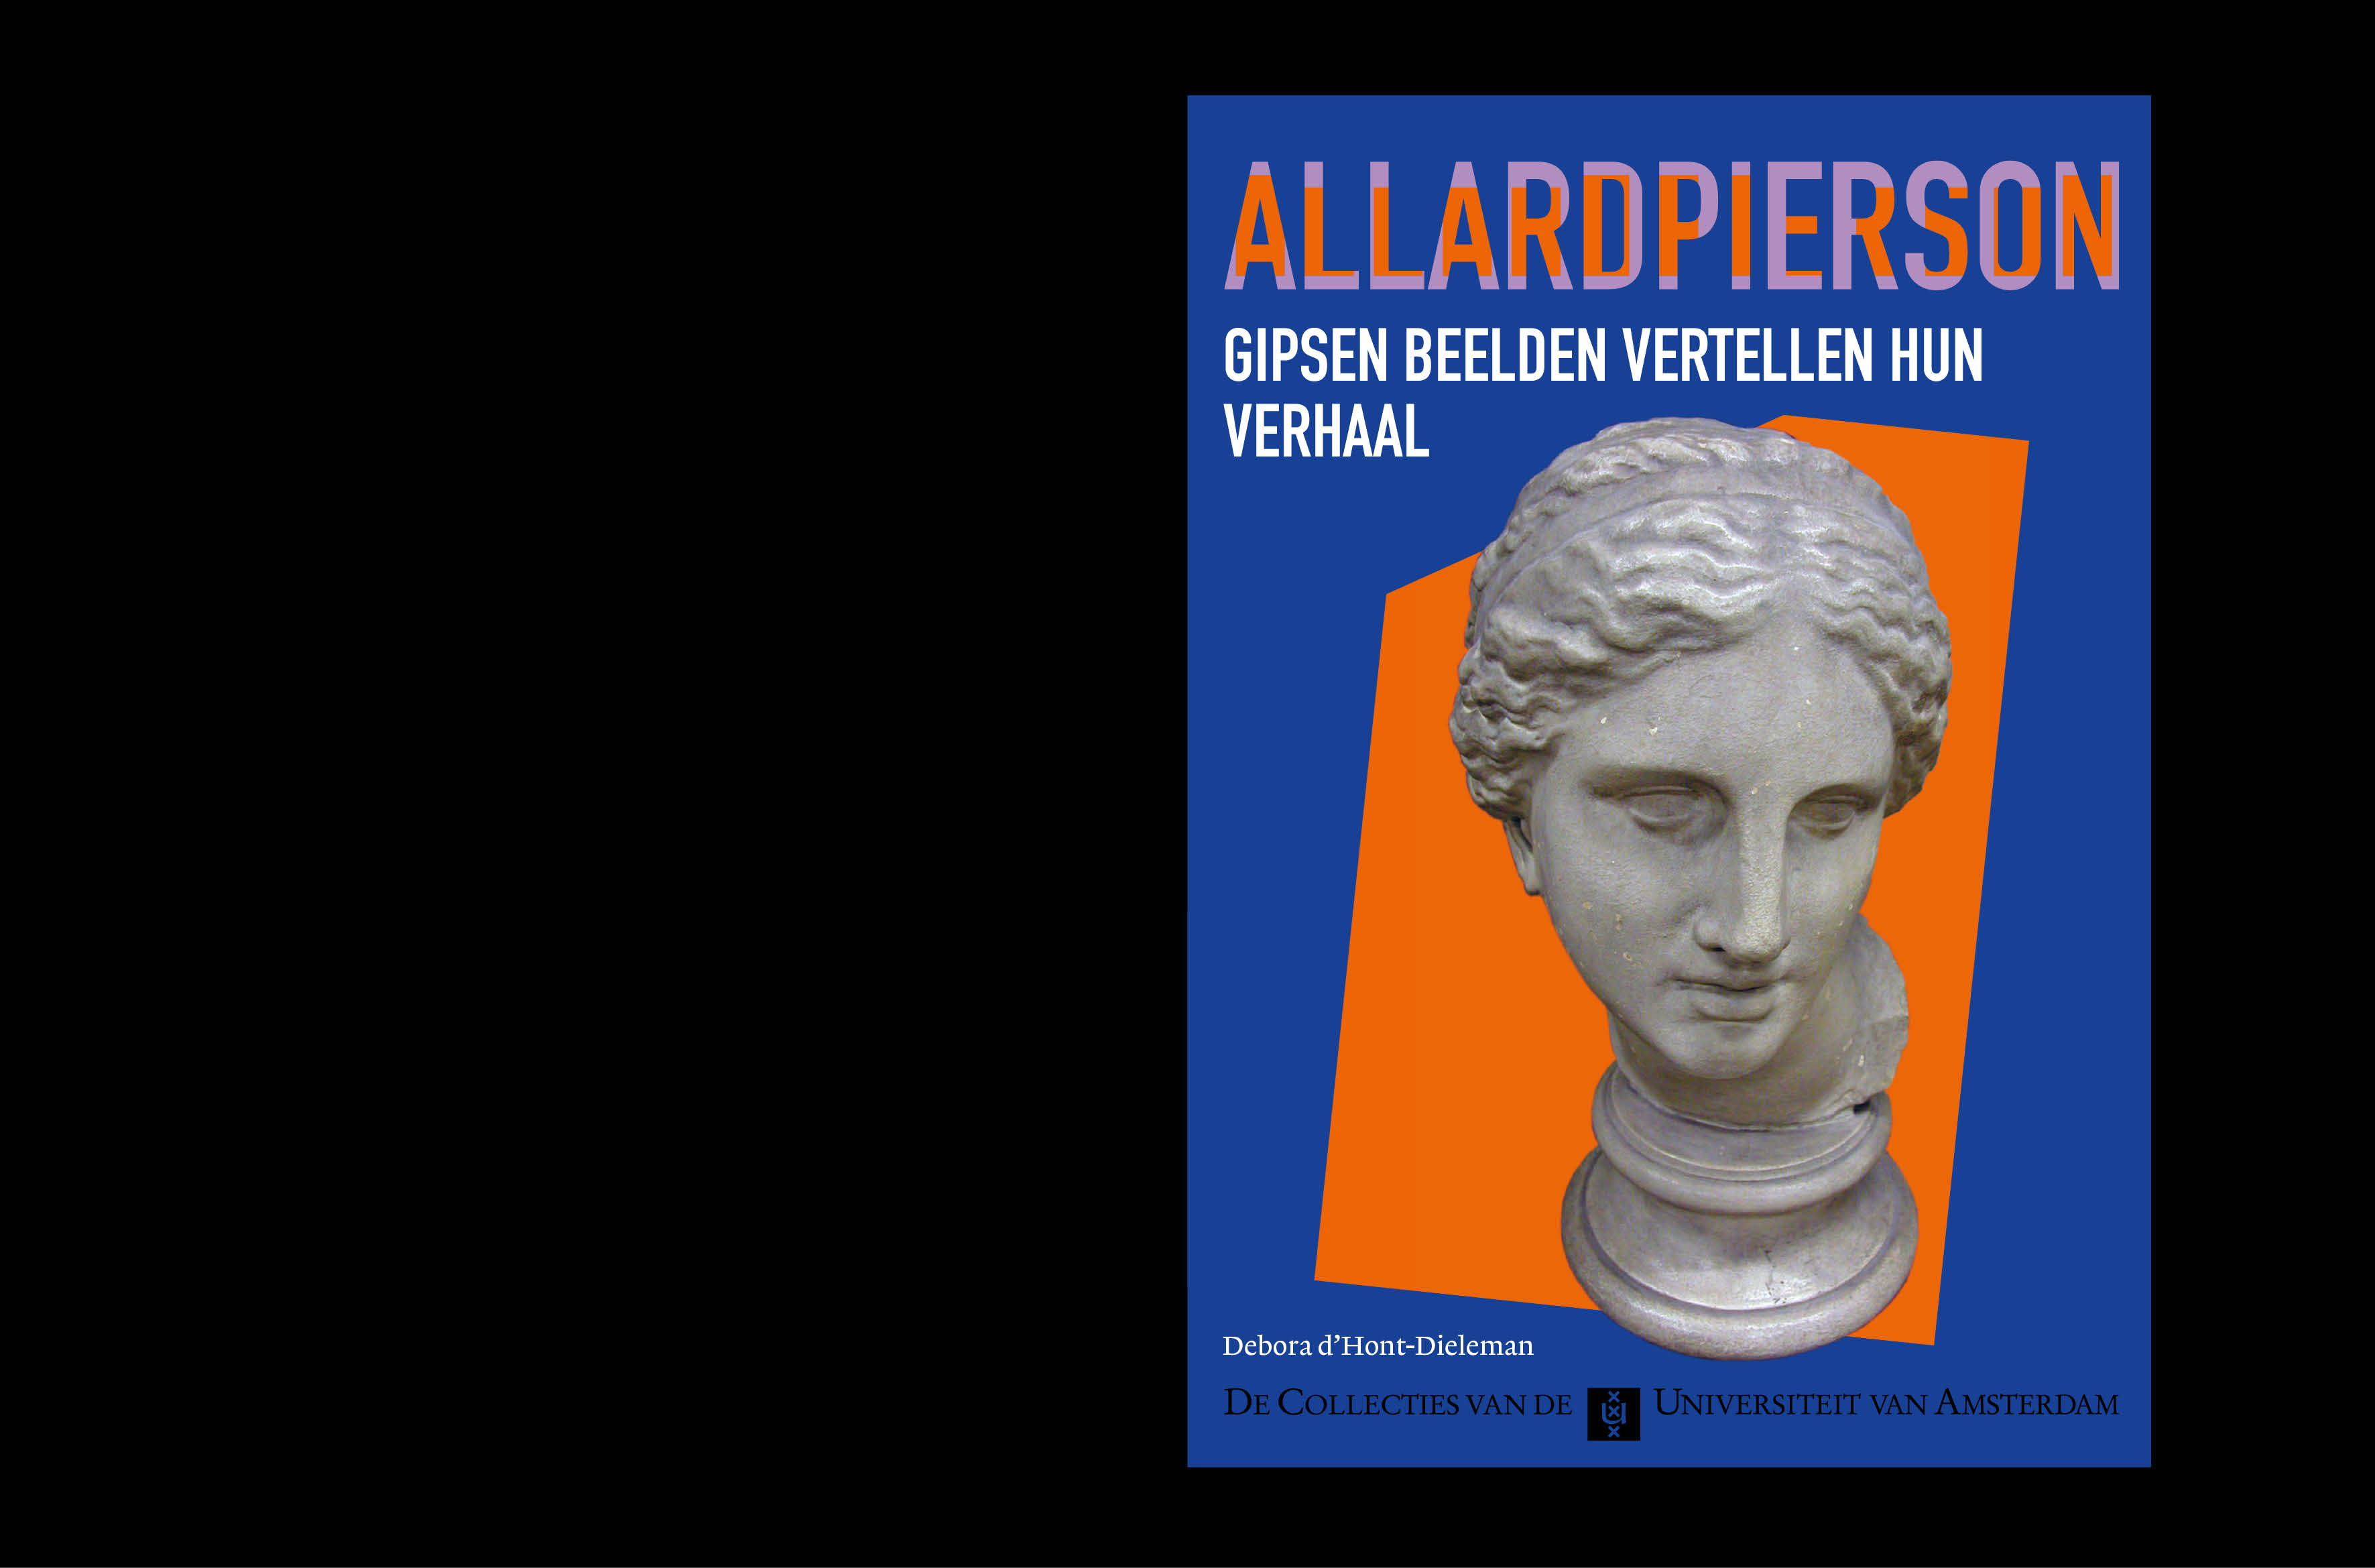 ALLARDPIERSON
GIPSEN BEELDEN VERTELLEN HUN
VERHAAL
Debora d’Hont-Dieleman
DE COLLECTIES VAN DE UNIVERSITEIT VAN AMSTERDAM